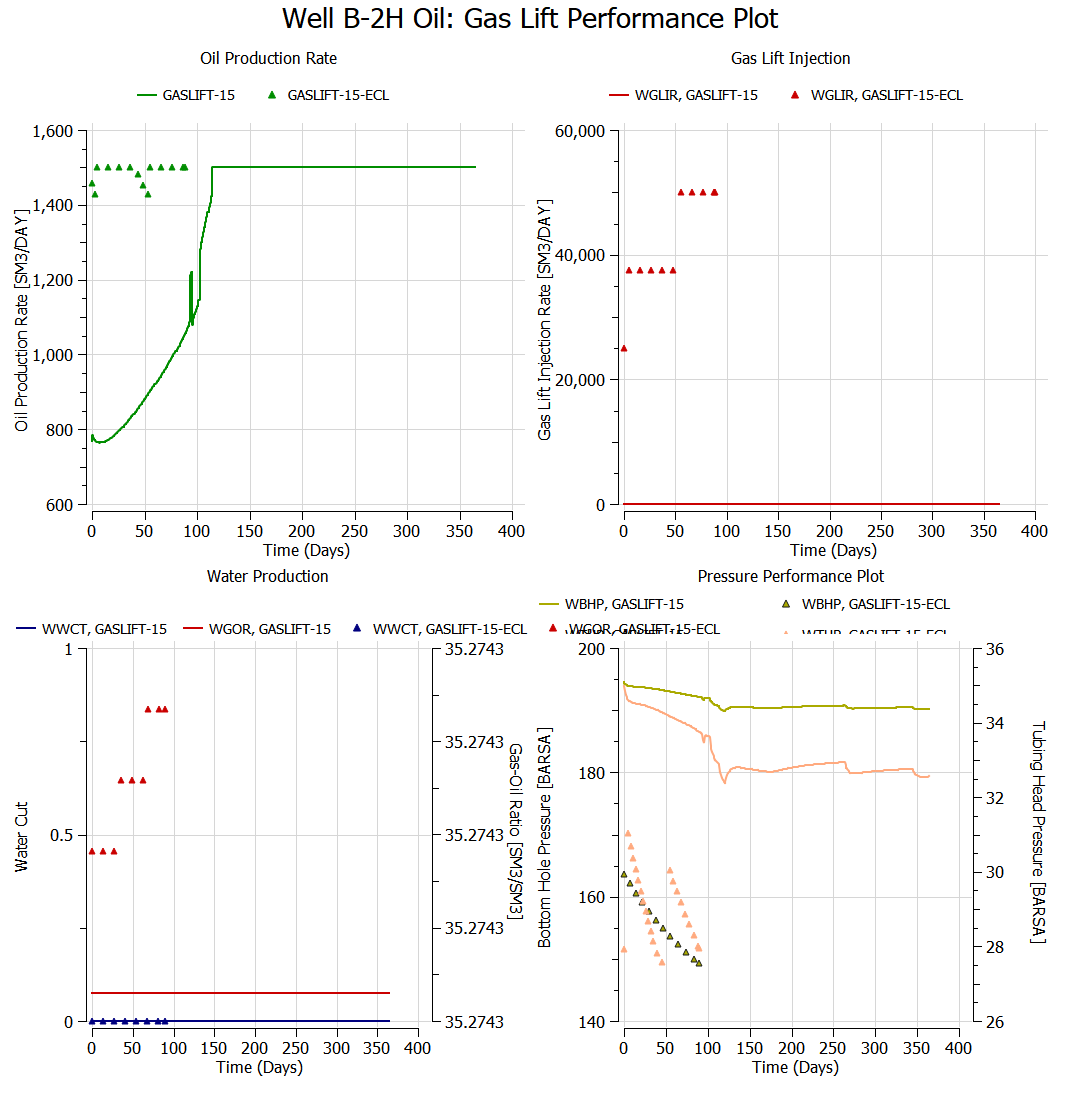 Well B-2H Oil: Gas Lift Performance Plot
Oil Production Rate
GASLIFT-15
GASLIFT-15-ECL
1,600
1,400
1,200
1,000
800
600
Oil Production Rate [SM3/DAY]
0 50 100 150 200 250 300 350 400
Time (Days)
Gas Lift Injection
WGLIR, GASLIFT-15
WGLIR, GASLIFT-15-ECL
60,000
40,000
20,000
0
Gas Lift Injection Rate [SM3/DAY]
0 50 100 150 200 250 300 350 400
Time (Days)
Water Production
WWCT, GASLIFT-15
WGOR, GASLIFT-15
WWCT, GASLIFT-15-ECL
WGOR, GASLIFT-15-ECL
1
0.5
0
Water Cut
35.2743
35.2743
35.2743
35.2743
35.2743
Gas-Oil Ratio [SM3/SM3]
0 50 100 150 200 250 300 350 400
Time (Days)
Pressure Performance Plot
WBHP, GASLIFT-15
WBHP, GASLIFT-15-ECL
200
180
160
140
Bottom Hole Pressure [BARSA]
36
34
32
30
28
26
Tubing Head Pressure [BARSA ]
0 50 100 150 200 250 300 350 400
Time (Days)